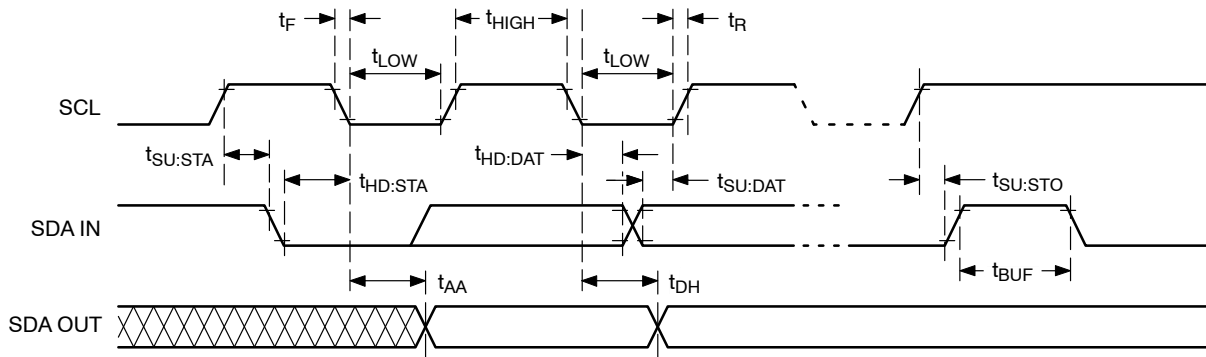 tF
tHIGH
tR
tLOW
tLOW
SCL
tSU:STA
tHD:DAT
tHD:STA
tSU:DAT
tSU:STO
SDA IN
tAA
tDH
tBUF
SDA OUT